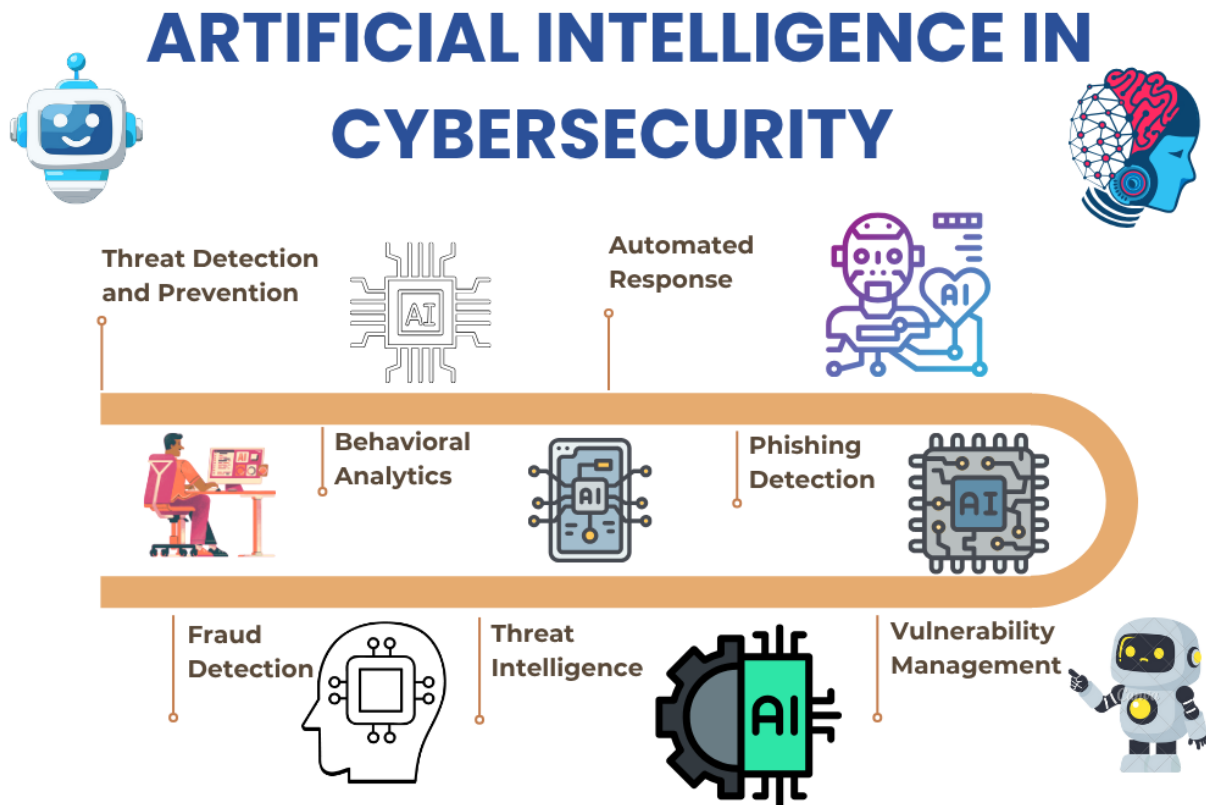 ARTIFICIAL INTELLIGENCE IN
CYBERSECURITY
Threat Detection
and Prevention
AI
Automated
Response
AI
AI
Behavioral
Analytics
AI
Phishing
Detection
AI
Fraud
Detection
Threat
Intelligence
AI
Vulnerability
Management